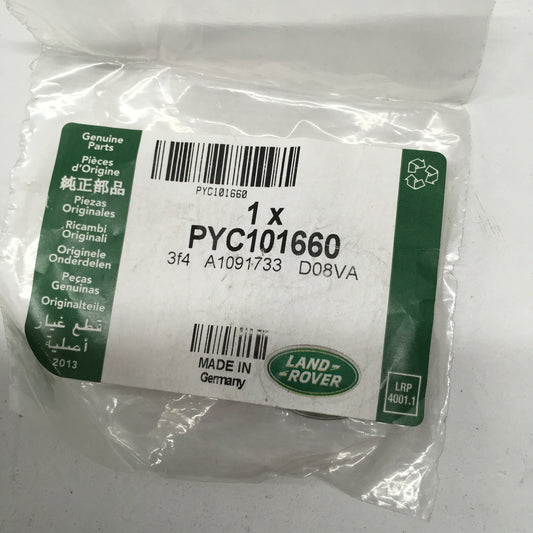 Genuine
Parts
Pièces
d'Origine
純正部品
Piezas
Originales
Ricambi
Originali
Originele
Onderdelen
Peças
Genuínas
Originalteile
قطع غيار
أصلية
2013
PYC101660
1 x
PYC101660
3f4 A1091733 D08VA
MADE IN
Germany
LAND-
-ROVER
LRP
4001.1